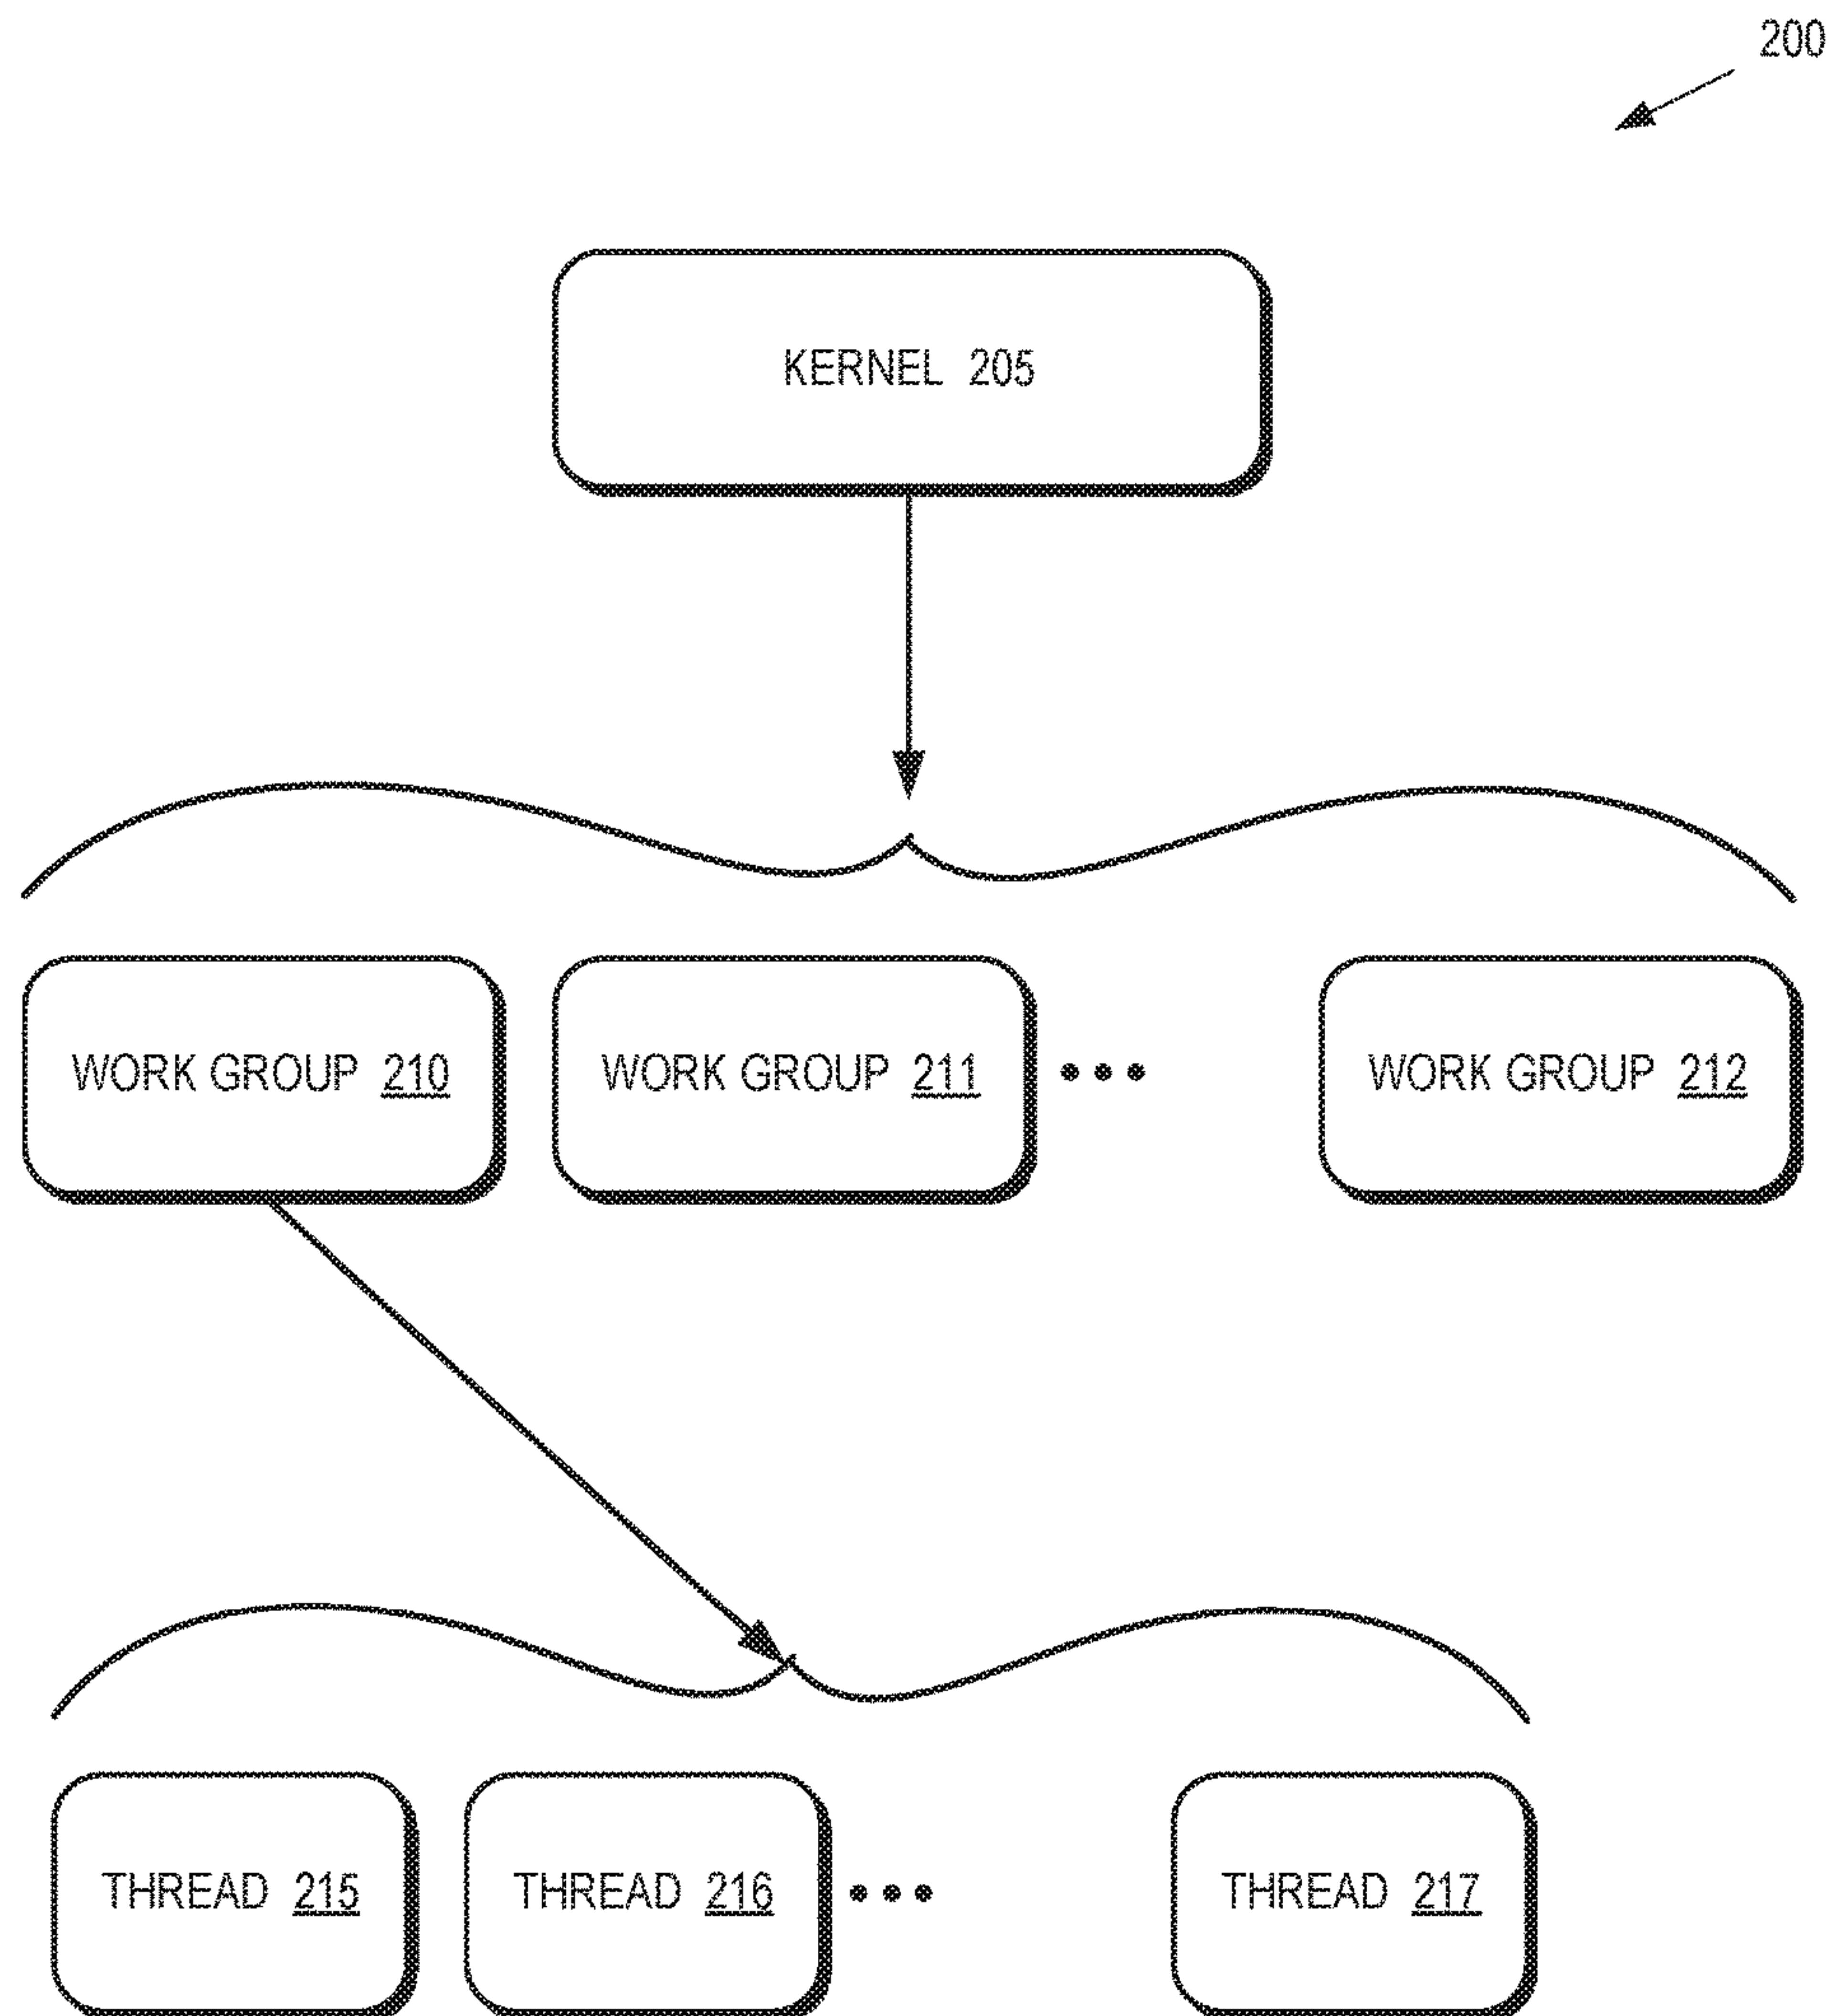 200
KERNEL 205
WORK GROUP 210
WORK GROUP 211
WORK GROUP 212
THREAD 215
THREAD 216
THREAD 217